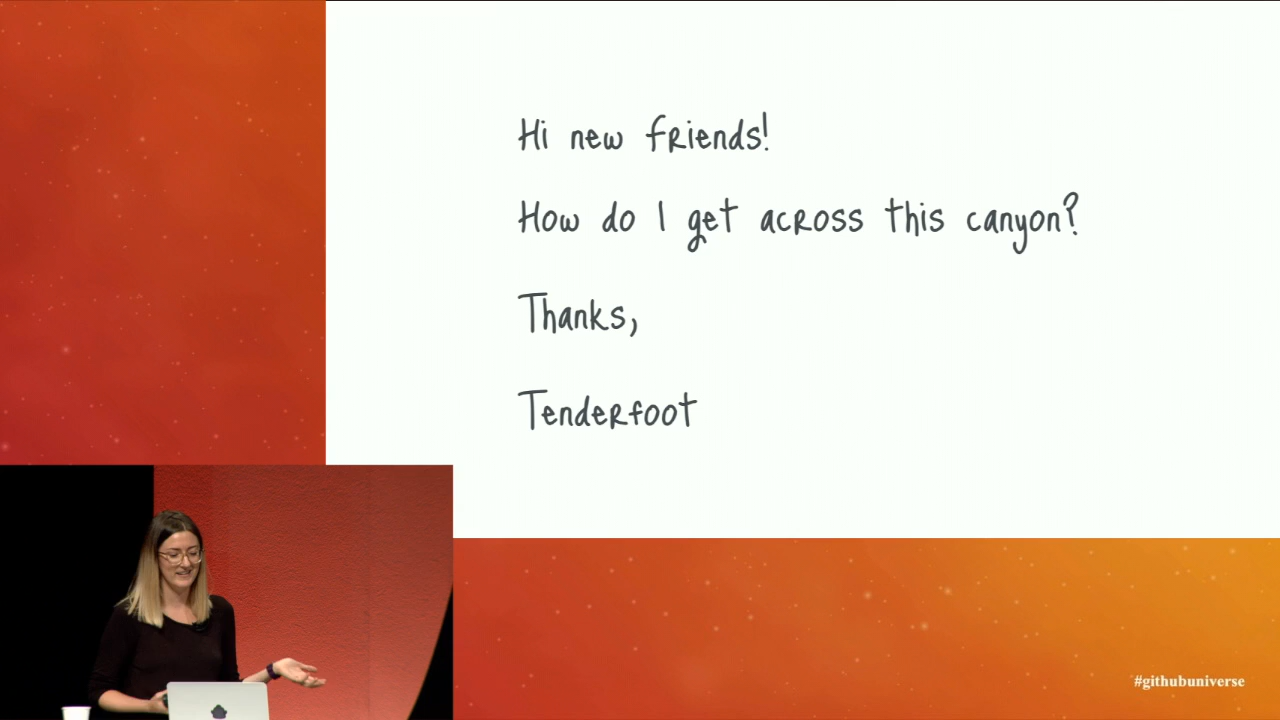 Hi new friends!
How do I get across this canyon?
Thanks,
Tenderfoot
#githubuniverse